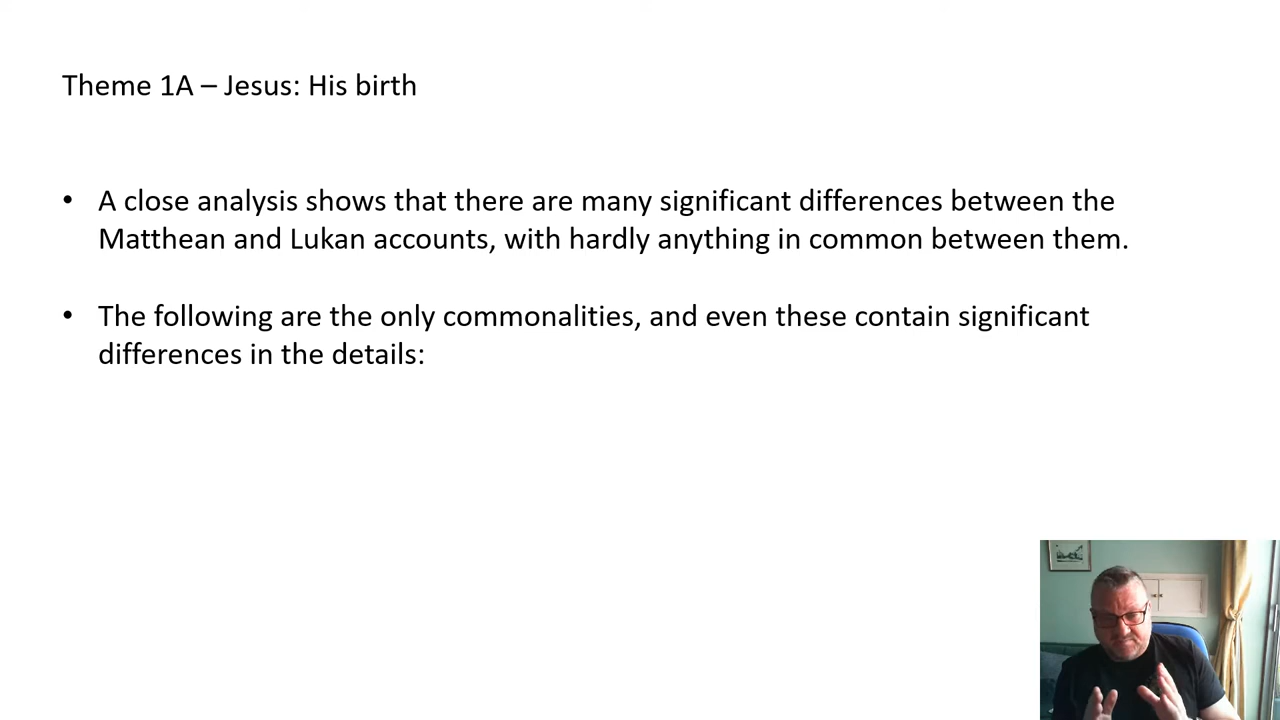 Theme 1A – Jesus: His birth
• A close analysis shows that there are many significant differences between the
Matthean and Lukan accounts, with hardly anything in common between them.
• The following are the only commonalities, and even these contain significant
differences in the details: